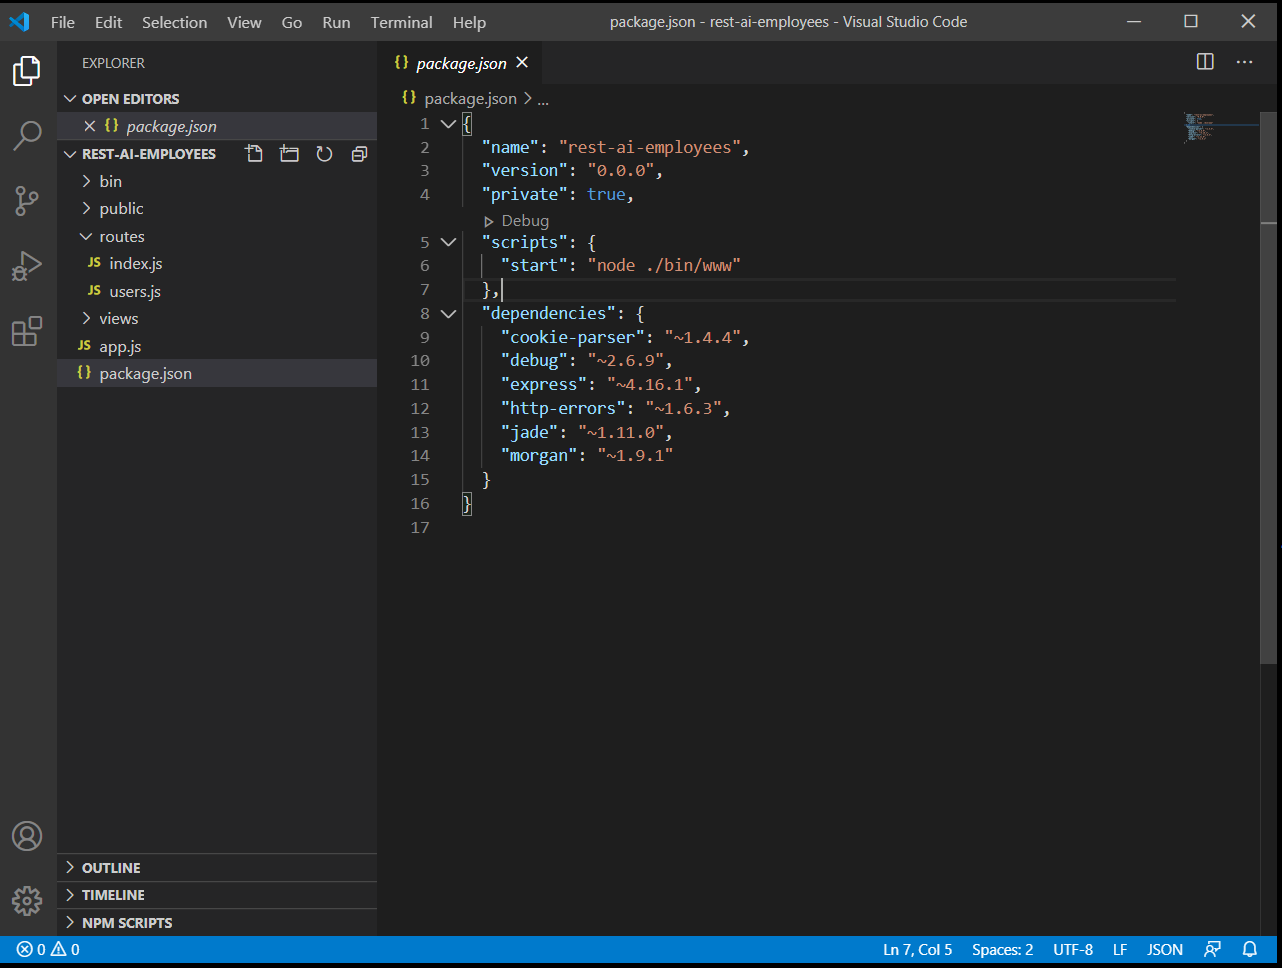 File Edit Selection View Go Run Terminal Help package.json - rest-ai-employees - Visual Studio Code
EXPLORER
OPEN EDITORS
{} package.json
REST-AI-EMPLOYEES
bin
public
routes
JS index.js
JS users.js
views
JS app.js
{} package.json
OUTLINE
TIMELINE
NPM SCRIPTS
{} package.json
{} package.json > ...
1 {
2 "name": "rest-ai-employees",
3 "version": "0.0.0",
4 "private": true,
Debug
5 "scripts": {
6 "start": "node ./bin/www"
7 },
8 "dependencies": {
9 "cookie-parser": "~1.4.4",
10 "debug": "~2.6.9",
11 "express": "~4.16.1",
12 "http-errors": "~1.6.3",
13 "jade": "~1.11.0",
14 "morgan": "~1.9.1"
15 }
16 }
17
0 0 Ln 7, Col 5 Spaces: 2 UTF-8 LF JSON